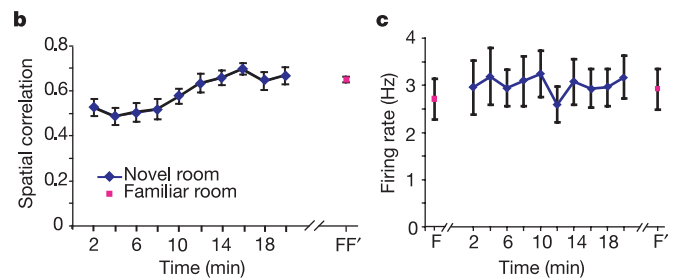 b
Spatial correlation
0.8
0.6
0.4
0.2
0
Novel room
Familiar room
2 6 10 14 18 FF′
Time (min)
c
Firing rate (Hz)
4
3
2
1
0
F 2 6 10 14 18 F′
Time (min)